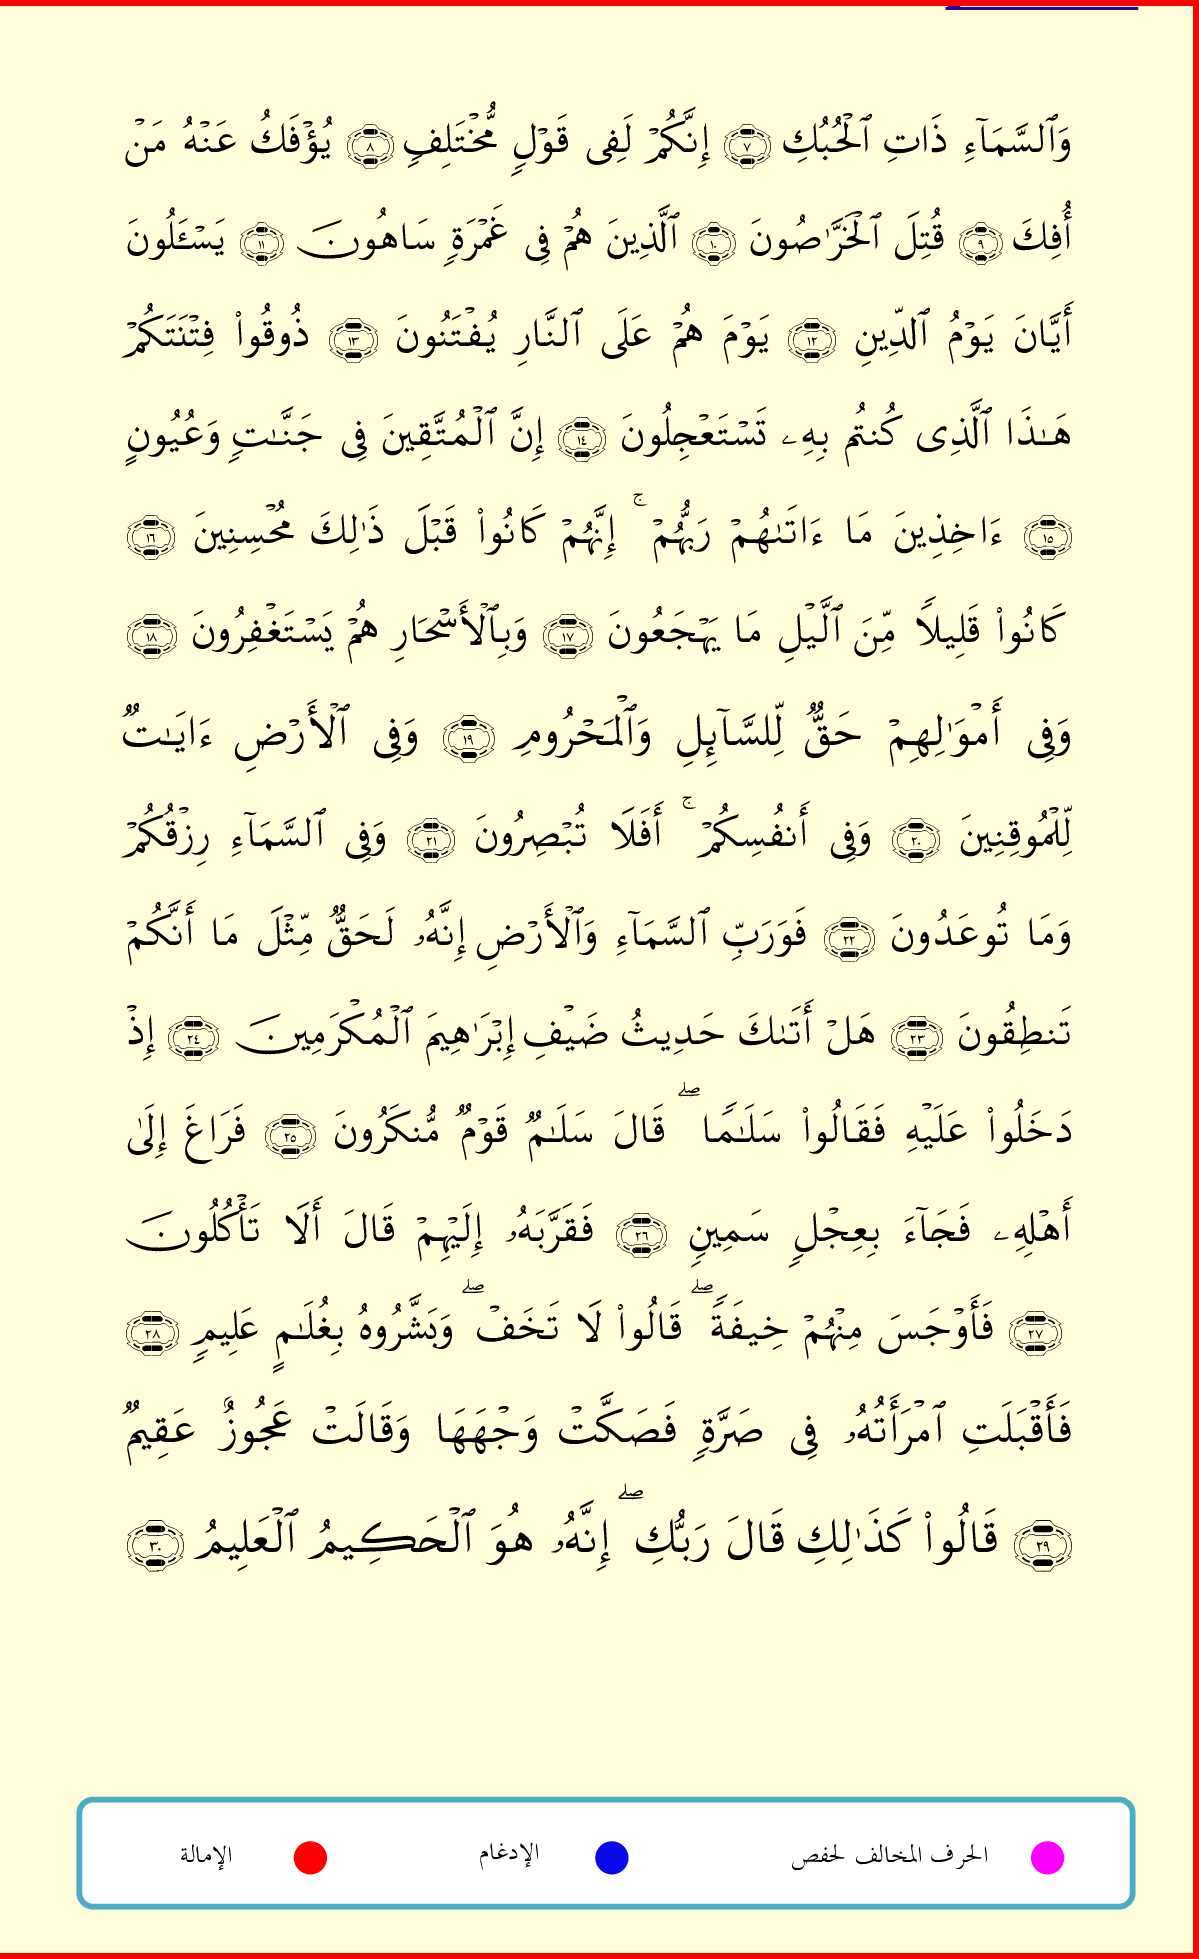 وَٱلسَّمَآءِ ذَاتِ ٱلْحُبُكِ ٧ إِنَّكُمْ لَفِى قَوْلٍ مُّخْتَلِفٍ ٨ يُؤْفَكُ عَنْهُ مَنْ
أُفِكَ ٩ قُتِلَ ٱلْخَرَّٰصُونَ ١٠ ٱلَّذِينَ هُمْ فِى غَمْرَةٍ سَاهُونَ ١١ يَسْـَٔلُونَ
أَيَّانَ يَوْمُ ٱلدِّينِ ١٢ يَوْمَ هُمْ عَلَى ٱلنَّارِ يُفْتَنُونَ ١٣ ذُوقُوا۟ فِتْنَتَكُمْ
هَـٰذَا ٱلَّذِى كُنتُم بِهِۦ تَسْتَعْجِلُونَ ١٤ إِنَّ ٱلْمُتَّقِينَ فِى جَنَّـٰتٍ وَعُيُونٍ
١٥ ءَاخِذِينَ مَا ءَاتَىٰهُمْ رَبُّهُمْ ۚ إِنَّهُمْ كَانُوا۟ قَبْلَ ذَٰلِكَ مُحْسِنِينَ ١٦
كَانُوا۟ قَلِيلًا مِّنَ ٱلَّيْلِ مَا يَهْجَعُونَ ١٧ وَبِٱلْأَسْحَارِ هُمْ يَسْتَغْفِرُونَ ١٨
وَفِى أَمْوَٰلِهِمْ حَقٌّ لِّلسَّآئِلِ وَٱلْمَحْرُومِ ١٩ وَفِى ٱلْأَرْضِ ءَايَـٰتٌ
لِّلْمُوقِنِينَ ٢٠ وَفِى أَنفُسِكُمْ ۚ أَفَلَا تُبْصِرُونَ ٢١ وَفِى ٱلسَّمَآءِ رِزْقُكُمْ
وَمَا تُوعَدُونَ ٢٢ فَوَرَبِّ ٱلسَّمَآءِ وَٱلْأَرْضِ إِنَّهُۥ لَحَقٌّ مِّثْلَ مَا أَنَّكُمْ
تَنطِقُونَ ٢٣ هَلْ أَتَىٰكَ حَدِيثُ ضَيْفِ إِبْرَٰهِيمَ ٱلْمُكْرَمِينَ ٢٤ إِذْ
دَخَلُوا۟ عَلَيْهِ فَقَالُوا۟ سَلَـٰمًا ۖ قَالَ سَلَـٰمٌ قَوْمٌ مُّنكَرُونَ ٢٥ فَرَاغَ إِلَىٰ
أَهْلِهِۦ فَجَآءَ بِعِجْلٍ سَمِينٍ ٢٦ فَقَرَّبَهُۥ إِلَيْهِمْ قَالَ أَلَا تَأْكُلُونَ
٢٧ فَأَوْجَسَ مِنْهُمْ خِيفَةً ۖ قَالُوا۟ لَا تَخَفْ ۖ وَبَشَّرُوهُ بِغُلَـٰمٍ عَلِيمٍ ٢٨
فَأَقْبَلَتِ ٱمْرَأَتُهُۥ فِى صَرَّةٍ فَصَكَّتْ وَجْهَهَا وَقَالَتْ عَجُوزٌ عَقِيمٌ
٢٩ قَالُوا۟ كَذَٰلِكِ قَالَ رَبُّكِ ۖ إِنَّهُۥ هُوَ ٱلْحَكِيمُ ٱلْعَلِيمُ ٣٠
الحرف المخالف لحفص الإدغام الإمالة